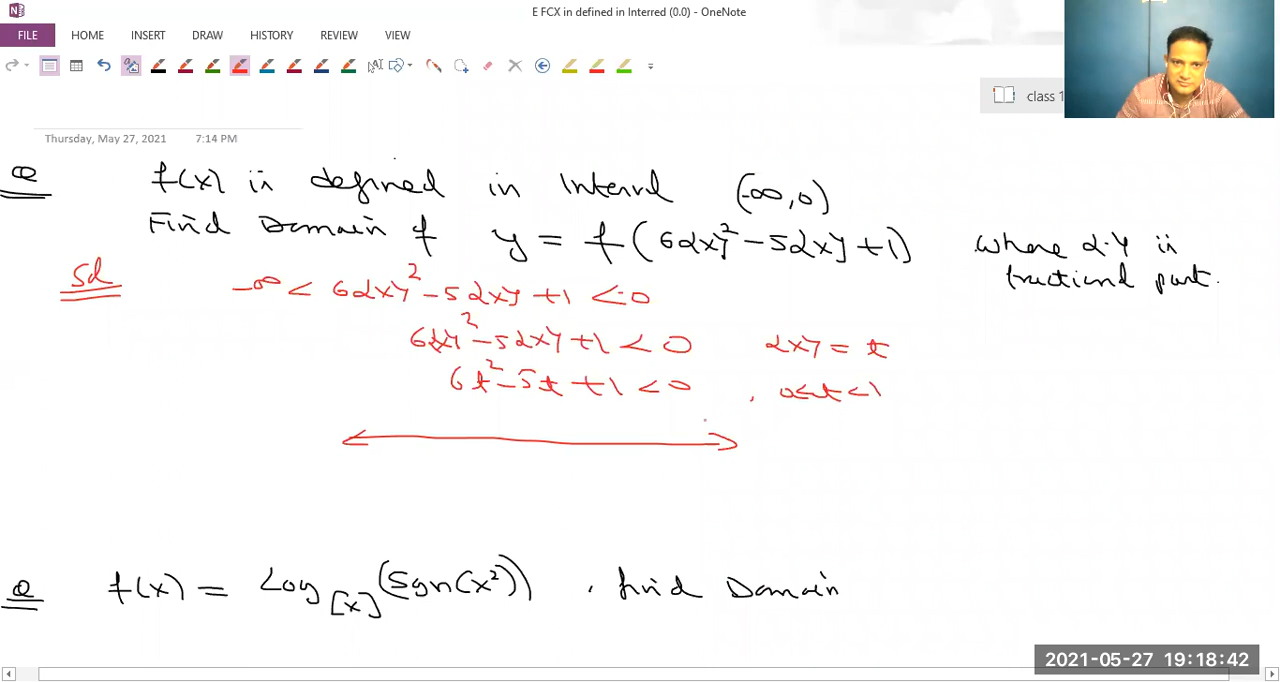 E FCX in defined in Interred (0.0) - OneNote
FILE HOME INSERT DRAW HISTORY REVIEW VIEW
class 1
Thursday, May 27, 2021 7:14 PM
Q f(x) is defined in Interval (-∞, 0)
Find Domain of y = f(6{x}² - 5{x} + 1) where {·} is
fractional part.
Sol -∞ < 6{x}² - 5{x} + 1 < 0
6{x}² - 5{x} + 1 < 0 {x} = t
6t² - 5t + 1 < 0 , 0≤t<1
Q f(x) = Log[x](Sgn(x²)) . find Domain
2021-05-27 19:18:42